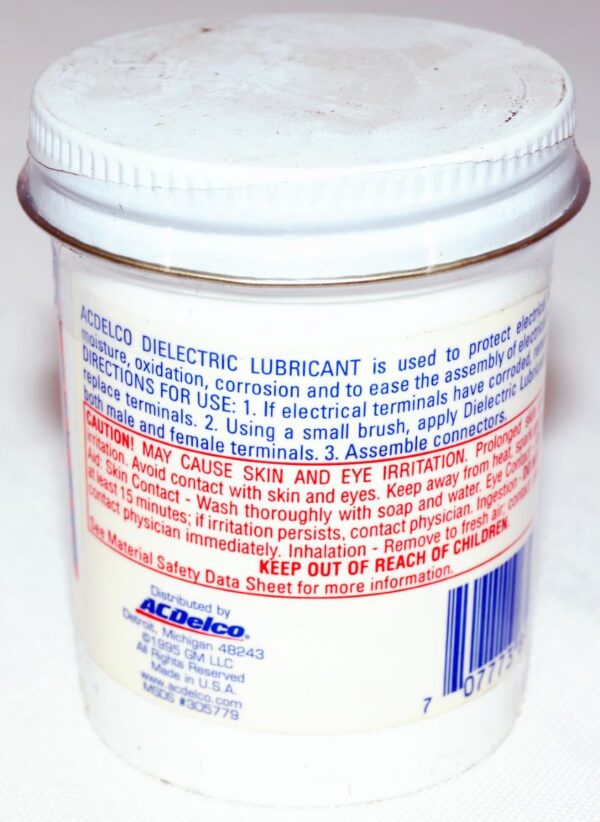 ACDELCO DIELECTRIC LUBRICANT is used to protect electrical
moisture, oxidation, corrosion and to ease the assembly of
DIRECTIONS FOR USE: 1. If electrical terminals have corroded,
replace terminals. 2. Using a small brush, apply Dielectric
both male and female terminals. 3. Assemble connectors.
CAUTION! MAY CAUSE SKIN AND EYE IRRITATION. Prolonged
irritation. Avoid contact with skin and eyes. Keep away from heat,
Aid: Skin Contact - Wash thoroughly with soap and water. Eye
at least 15 minutes; if irritation persists, contact physician. Ingestion -
contact physician immediately. Inhalation - Remove to fresh air;
KEEP OUT OF REACH OF CHILDREN.
See Material Safety Data Sheet for more information.
Distributed by
ACDelco®
Detroit, Michigan 48243
©1995 GM LLC
All Rights Reserved
Made in U.S.A.
www.acdelco.com
MSDS #305779
7 07773